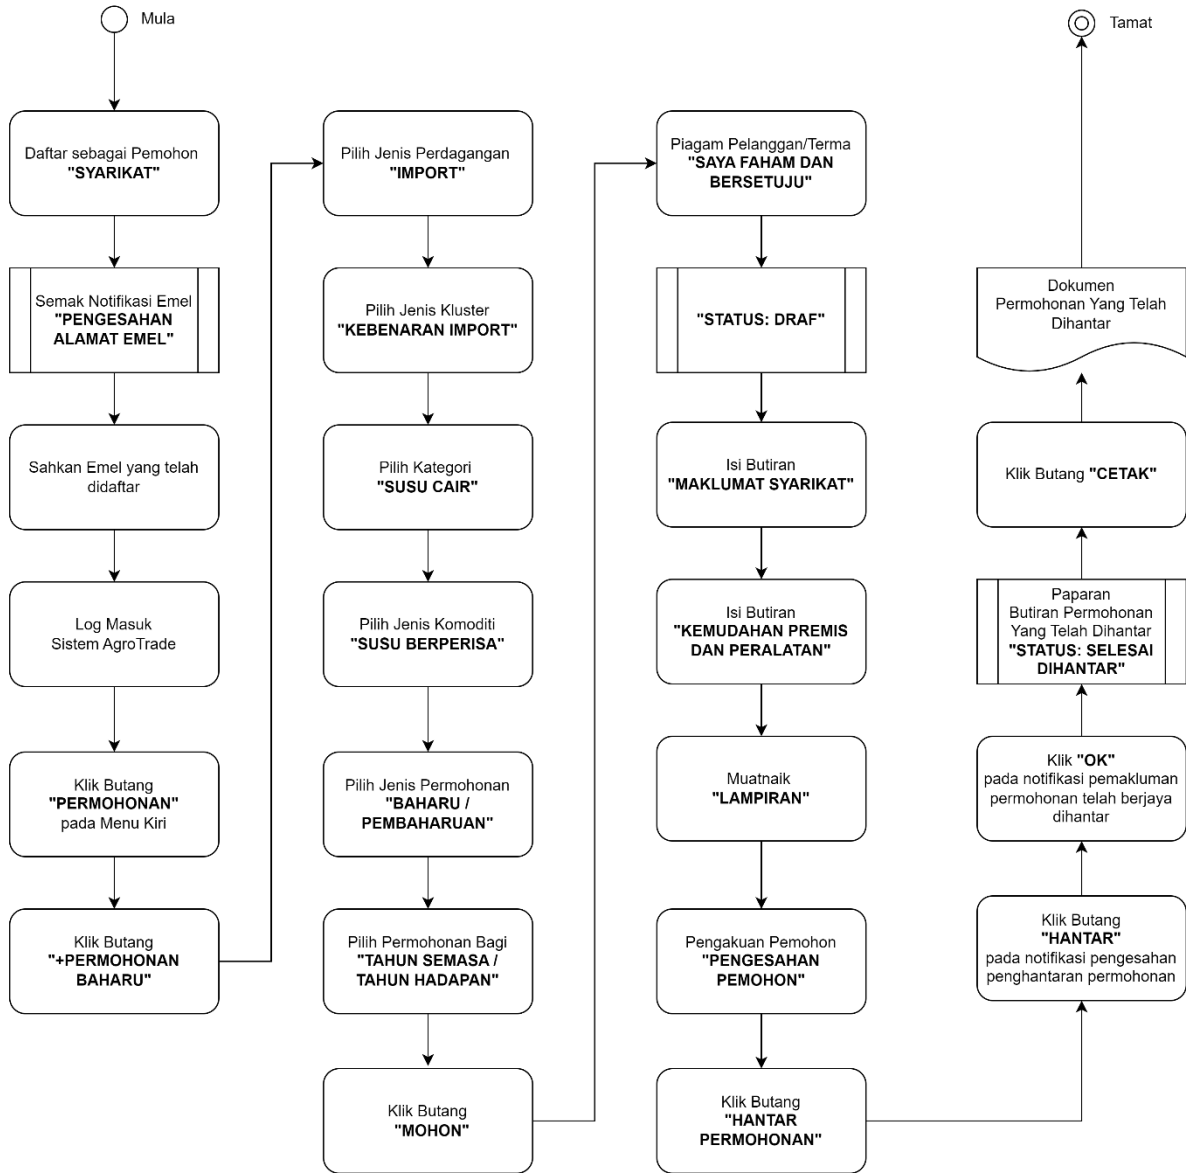 Mula
Daftar sebagai Pemohon
"SYARIKAT"
Semak Notifikasi Emel
"PENGESAHAN
ALAMAT EMEL"
Sahkan Emel yang telah
didaftar
Log Masuk
Sistem AgroTrade
Klik Butang
"PERMOHONAN"
pada Menu Kiri
Klik Butang
"+PERMOHONAN
BAHARU"
Pilih Jenis Perdagangan
"IMPORT"
Pilih Jenis Kluster
"KEBENARAN IMPORT"
Pilih Kategori
"SUSU CAIR"
Pilih Jenis Komoditi
"SUSU BERPERISA"
Pilih Jenis Permohonan
"BAHARU /
PEMBAHARUAN"
Pilih Permohonan Bagi
"TAHUN SEMASA /
TAHUN HADAPAN"
Klik Butang
"MOHON"
Piagam Pelanggan/Terma
"SAYA FAHAM DAN
BERSETUJU"
"STATUS: DRAF"
Isi Butiran
"MAKLUMAT SYARIKAT"
Isi Butiran
"KEMUDAHAN PREMIS
DAN PERALATAN"
Muatnaik
"LAMPIRAN"
Pengakuan Pemohon
"PENGESAHAN
PEMOHON"
Klik Butang
"HANTAR
PERMOHONAN"
Klik Butang
"HANTAR"
pada notifikasi pengesahan
penghantaran permohonan
Klik "OK"
pada notifikasi pemakluman
permohonan telah berjaya
dihantar
Paparan
Butiran Permohonan
Yang Telah Dihantar
"STATUS: SELESAI
DIHANTAR"
Klik Butang "CETAK"
Dokumen
Permohonan Yang Telah
Dihantar
Tamat